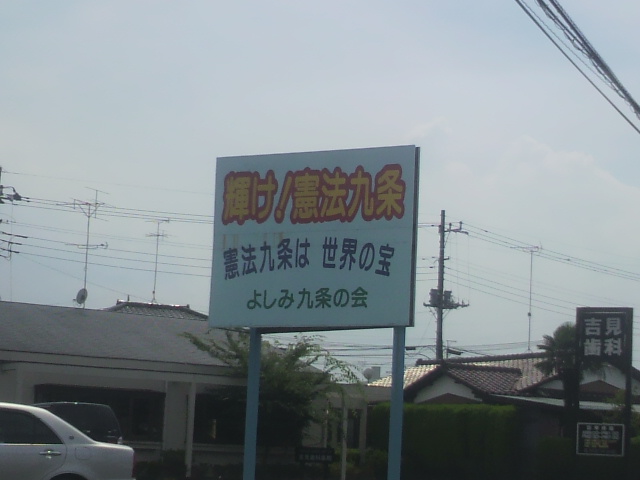 輝け!憲法九条
憲法九条は 世界の宝
よしみ九条の会
吉見
歯科